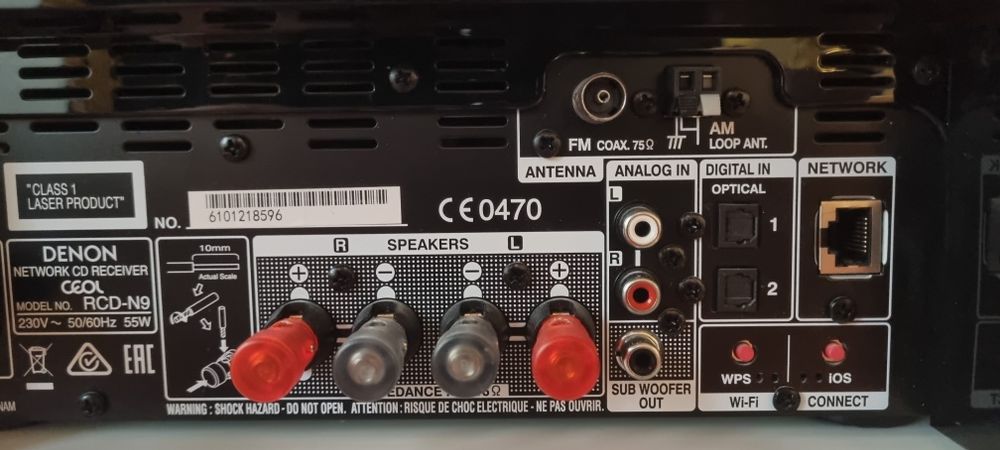 FM COAX. 75Ω
AM
LOOP ANT.
ANTENNA
"CLASS 1
LASER PRODUCT"
NO. 6101218596
CE 0470
DENON
NETWORK CD RECEIVER
CEOL
MODEL NO. RCD-N9
230V ~ 50/60Hz 55W
EAC
10mm
Actual Scale
R SPEAKERS L
+ − − +
ANALOG IN
L
R
1
SUB WOOFER
OUT
DIGITAL IN
OPTICAL
1
2
NETWORK
WPS
iOS
Wi-Fi CONNECT
WARNING : SHOCK HAZARD - DO NOT OPEN. ATTENTION : RISQUE DE CHOC ELECTRIQUE - NE PAS OUVRIR.